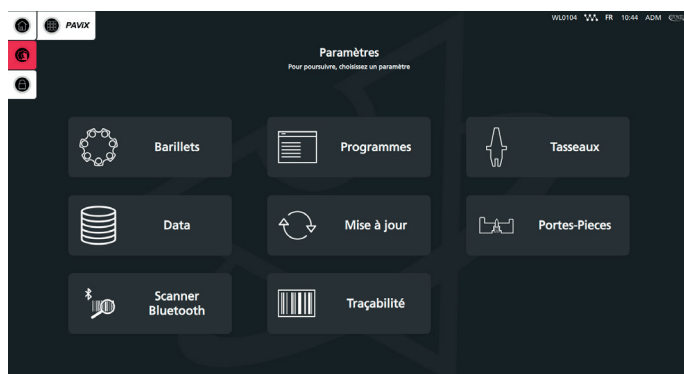 PAVIX
WL0104 FR 10:44 ADM
Paramètres
Pour poursuivre, choisissez un paramètre
Barillets
Programmes
Tasseaux
Data
Mise à jour
Portes-Pieces
Scanner
Bluetooth
Traçabilité